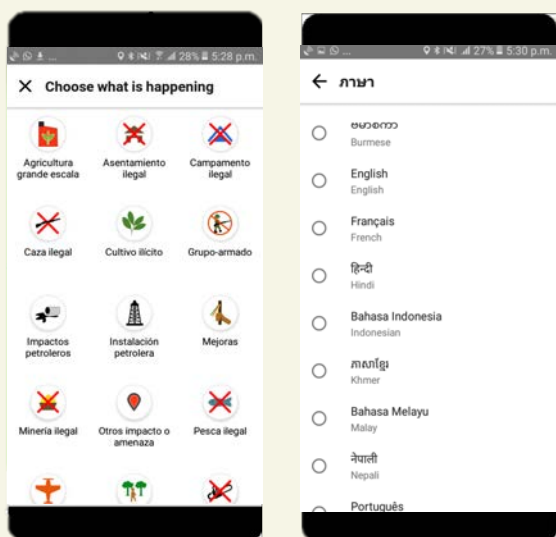 ... 28% 5:28 p.m.
Choose what is happening
Agricultura
grande escala
Asentamiento
ilegal
Campamento
ilegal
Caza ilegal
Cultivo ilícito
Grupo-armado
Impactos
petroleros
Instalación
petrolera
Mejoras
Minería ilegal
Otros impacto o
amenaza
Pesca ilegal
... 27% 5:30 p.m.
ภาษา
ဗမာစကာ
Burmese
English
English
Français
French
हिन्दी
Hindi
Bahasa Indonesia
Indonesian
ភាសាខ្មែរ
Khmer
Bahasa Melayu
Malay
नेपाली
Nepali
Português